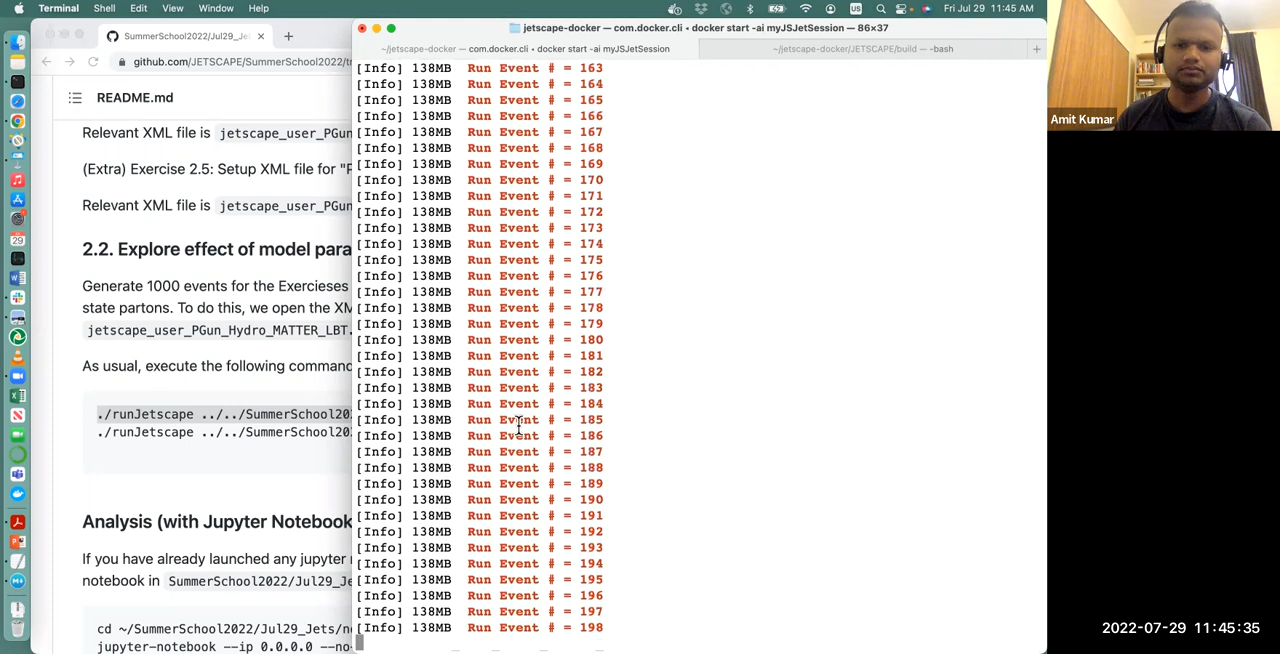 Terminal Shell Edit View Window Help
US
Fri Jul 29 11:45 AM
SummerSchool2022/Jul29_Je
github.com/JETSCAPE/SummerSchool2022/tr
README.md
Relevant XML file is jetscape_user_PGun
(Extra) Exercise 2.5: Setup XML file for "P
Relevant XML file is jetscape_user_PGun
2.2. Explore effect of model para
Generate 1000 events for the Exercieses
state partons. To do this, we open the XM
jetscape_user_PGun_Hydro_MATTER_LBT.
As usual, execute the following comman
./runJetscape ../../SummerSchool20
./runJetscape ../../SummerSchool20
Analysis (with Jupyter Notebook
If you have already launched any jupyter
notebook in SummerSchool2022/Jul29_Je
cd ~/SummerSchool2022/Jul29_Jets/no
jupyter-notebook --ip 0.0.0.0 --no
jetscape-docker — com.docker.cli • docker start -ai myJSJetSession — 86×37
~/jetscape-docker — com.docker.cli • docker start -ai myJSJetSession
~/jetscape-docker/JETSCAPE/build — -bash
[Info] 138MB Run Event # = 163
[Info] 138MB Run Event # = 164
[Info] 138MB Run Event # = 165
[Info] 138MB Run Event # = 166
[Info] 138MB Run Event # = 167
[Info] 138MB Run Event # = 168
[Info] 138MB Run Event # = 169
[Info] 138MB Run Event # = 170
[Info] 138MB Run Event # = 171
[Info] 138MB Run Event # = 172
[Info] 138MB Run Event # = 173
[Info] 138MB Run Event # = 174
[Info] 138MB Run Event # = 175
[Info] 138MB Run Event # = 176
[Info] 138MB Run Event # = 177
[Info] 138MB Run Event # = 178
[Info] 138MB Run Event # = 179
[Info] 138MB Run Event # = 180
[Info] 138MB Run Event # = 181
[Info] 138MB Run Event # = 182
[Info] 138MB Run Event # = 183
[Info] 138MB Run Event # = 184
[Info] 138MB Run Event # = 185
[Info] 138MB Run Event # = 186
[Info] 138MB Run Event # = 187
[Info] 138MB Run Event # = 188
[Info] 138MB Run Event # = 189
[Info] 138MB Run Event # = 190
[Info] 138MB Run Event # = 191
[Info] 138MB Run Event # = 192
[Info] 138MB Run Event # = 193
[Info] 138MB Run Event # = 194
[Info] 138MB Run Event # = 195
[Info] 138MB Run Event # = 196
[Info] 138MB Run Event # = 197
[Info] 138MB Run Event # = 198
Amit Kumar
2022-07-29 11:45:35